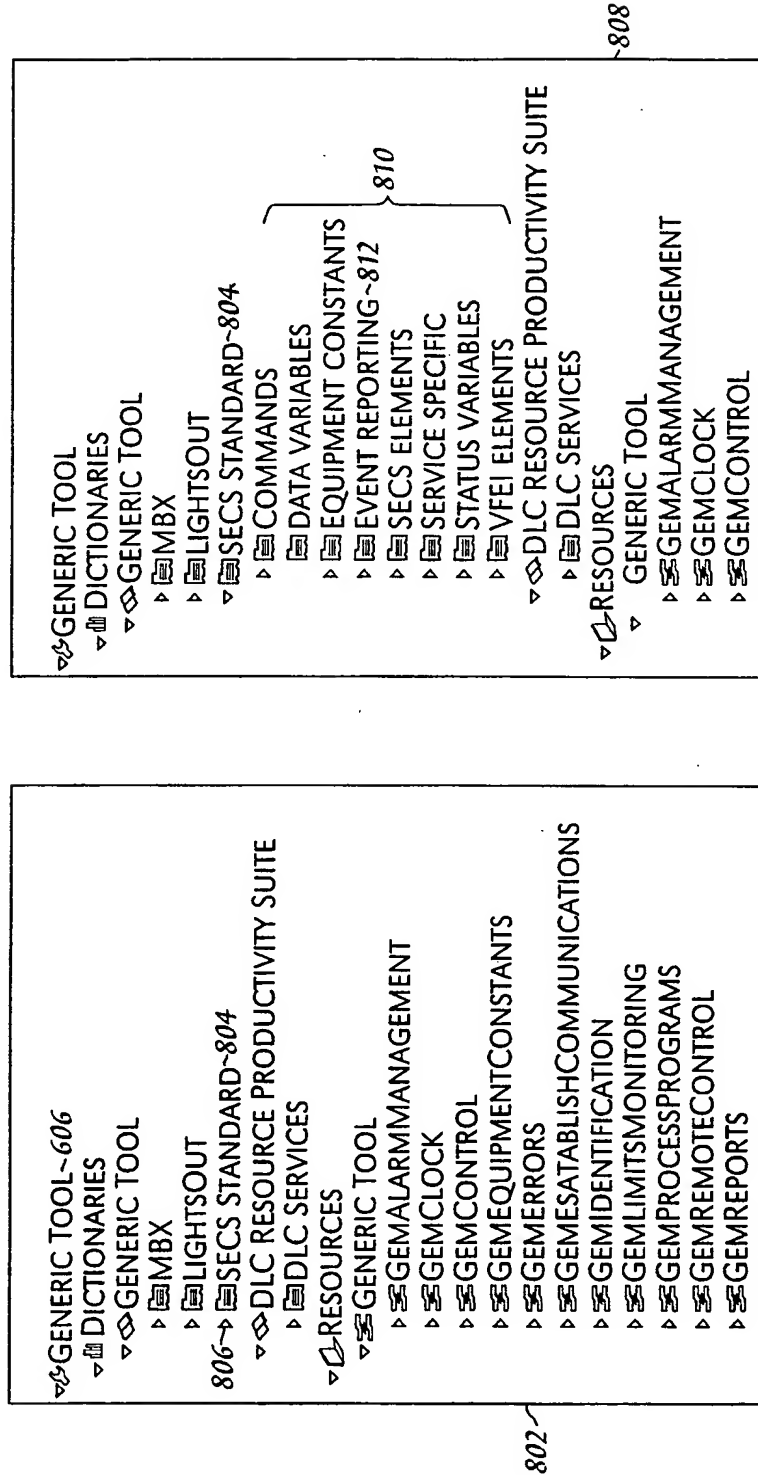 GENERIC TOOL~606
DICTIONARIES
GENERIC TOOL
MBX
LIGHTSOUT
806 SECS STANDARD~804
DLC RESOURCE PRODUCTIVITY SUITE
DLC SERVICES
RESOURCES
GENERIC TOOL
GEMALARMMANAGEMENT
GEMCLOCK
GEMCONTROL
GEMEQUIPMENTCONSTANTS
GEMERRORS
GEMESATABLISHCOMMUNICATIONS
GEMIDENTIFICATION
GEMLIMITSMONITORING
GEMPROCESSPROGRAMS
GEMREMOTECONTROL
GEMREPORTS
802
GENERIC TOOL
DICTIONARIES
GENERIC TOOL
MBX
LIGHTSOUT
SECS STANDARD~804
COMMANDS
DATA VARIABLES
EQUIPMENT CONSTANTS
EVENT REPORTING~812
SECS ELEMENTS
SERVICE SPECIFIC
STATUS VARIABLES
VFEI ELEMENTS
810
DLC RESOURCE PRODUCTIVITY SUITE
DLC SERVICES
RESOURCES
GENERIC TOOL
GEMALARMMANAGEMENT
GEMCLOCK
GEMCONTROL
808